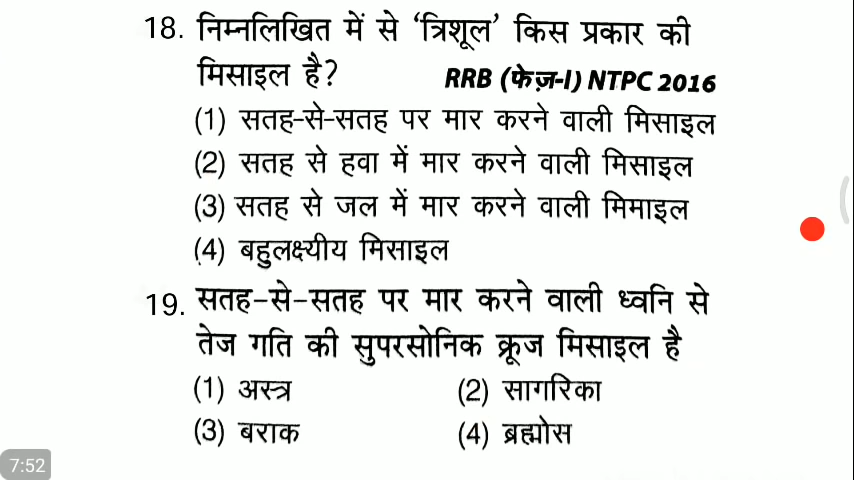 18. निम्नलिखित में से 'त्रिशूल' किस प्रकार की
मिसाइल है? RRB (फेज़-I) NTPC 2016
(1) सतह-से-सतह पर मार करने वाली मिसाइल
(2) सतह से हवा में मार करने वाली मिसाइल
(3) सतह से जल में मार करने वाली मिमाइल
(4) बहुलक्ष्यीय मिसाइल
19. सतह-से-सतह पर मार करने वाली ध्वनि से
तेज गति की सुपरसोनिक क्रूज मिसाइल है
(1) अस्त्र (2) सागरिका
(3) बराक (4) ब्रह्मोस
7:52